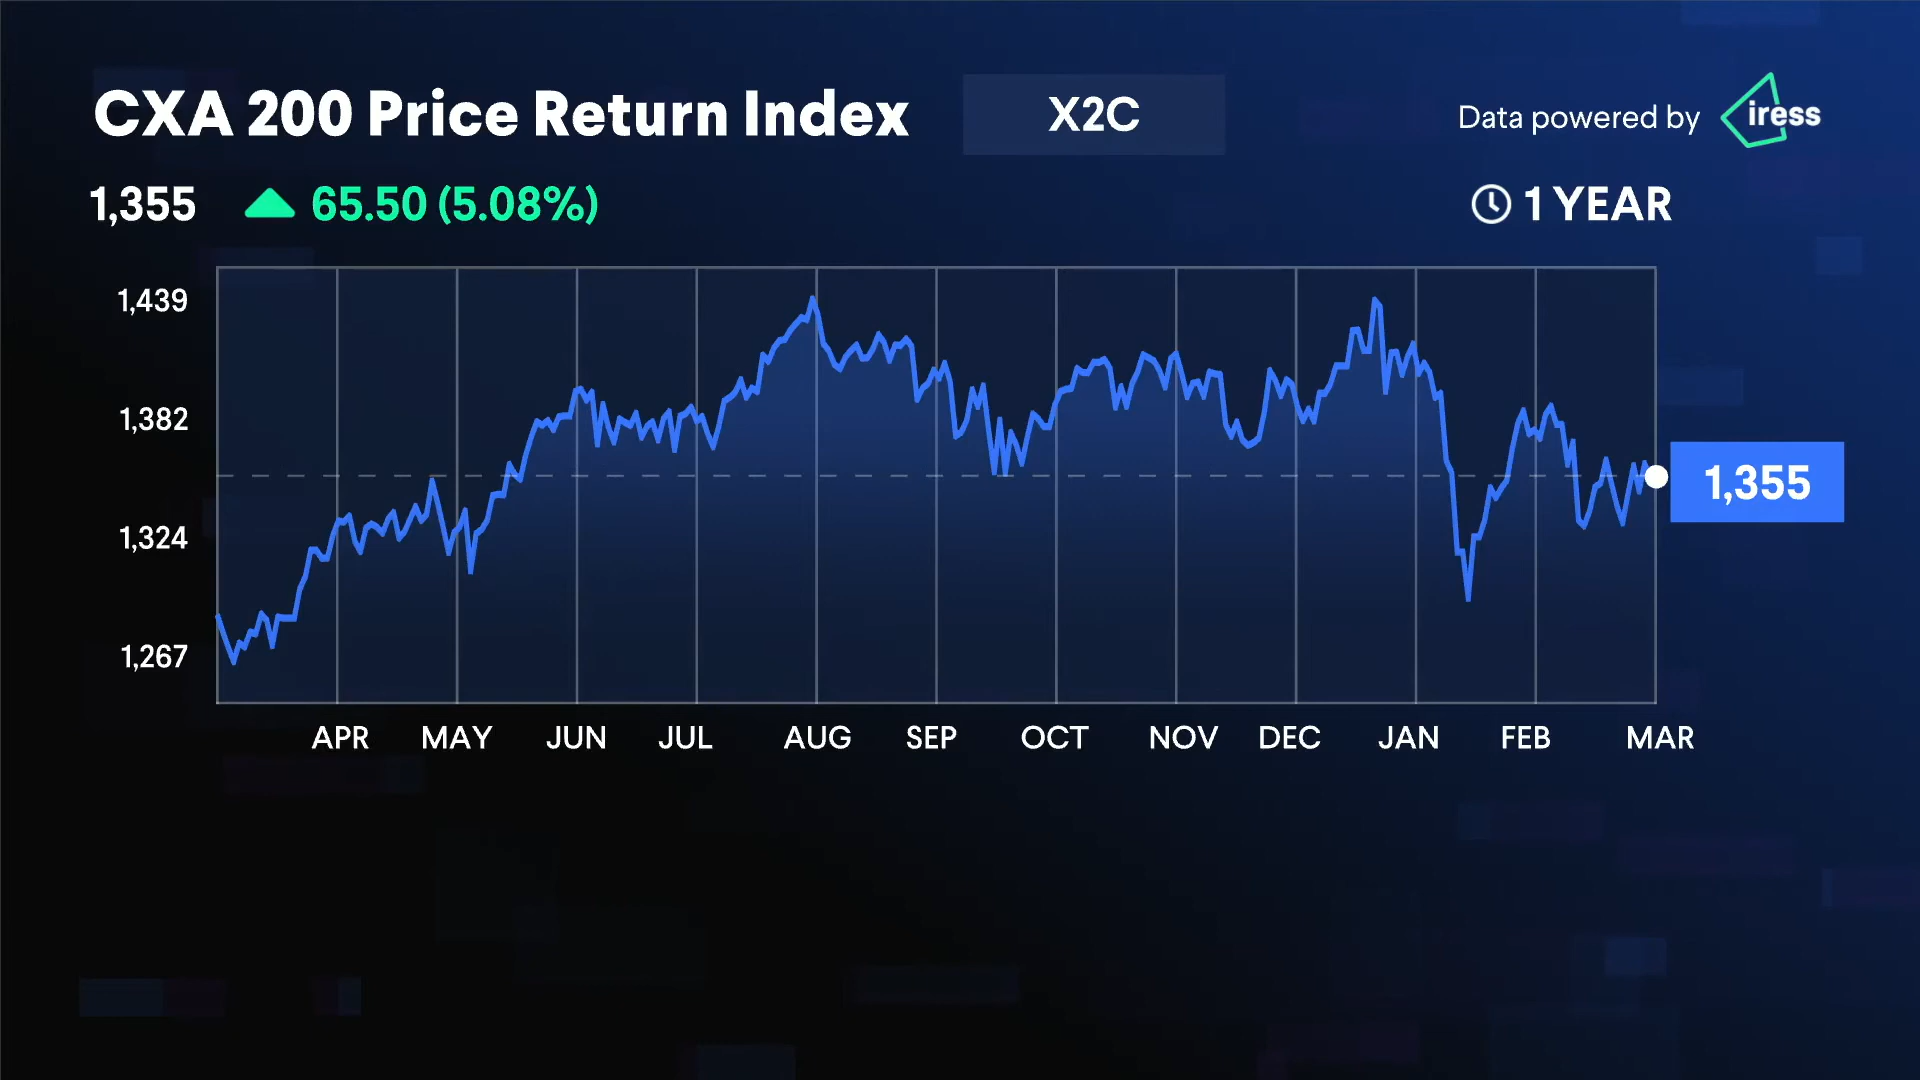 CXA 200 Price Return Index
X2C
Data powered by iress
1,355 65.50 (5.08%)
1 YEAR
1,439
1,382
1,324
1,267
1,355
APR MAY JUN JUL AUG SEP OCT NOV DEC JAN FEB MAR